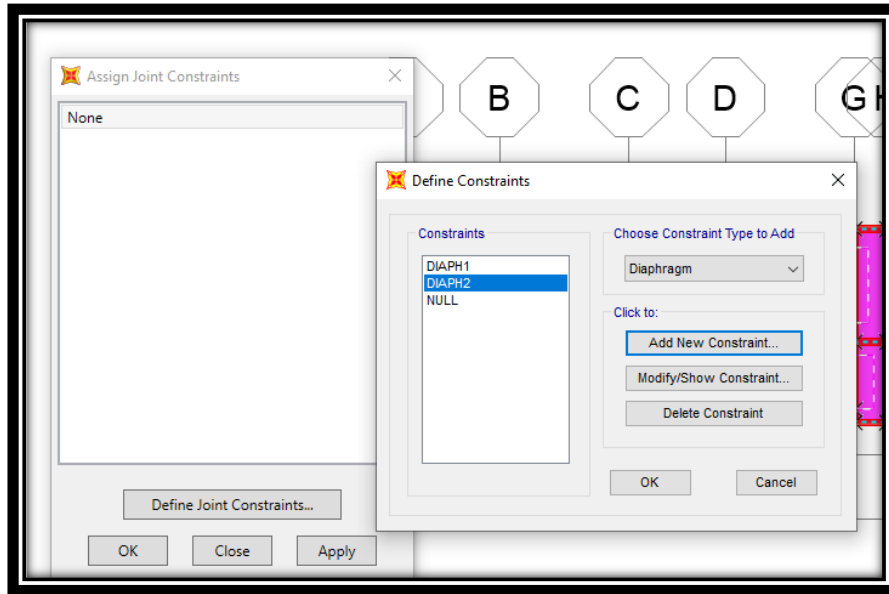 Assign Joint Constraints
None
Define Joint Constraints...
OK
Close
Apply
B
C
D
G
Define Constraints
Constraints
DIAPH1
DIAPH2
NULL
Choose Constraint Type to Add
Diaphragm
Click to:
Add New Constraint...
Modify/Show Constraint...
Delete Constraint
OK
Cancel